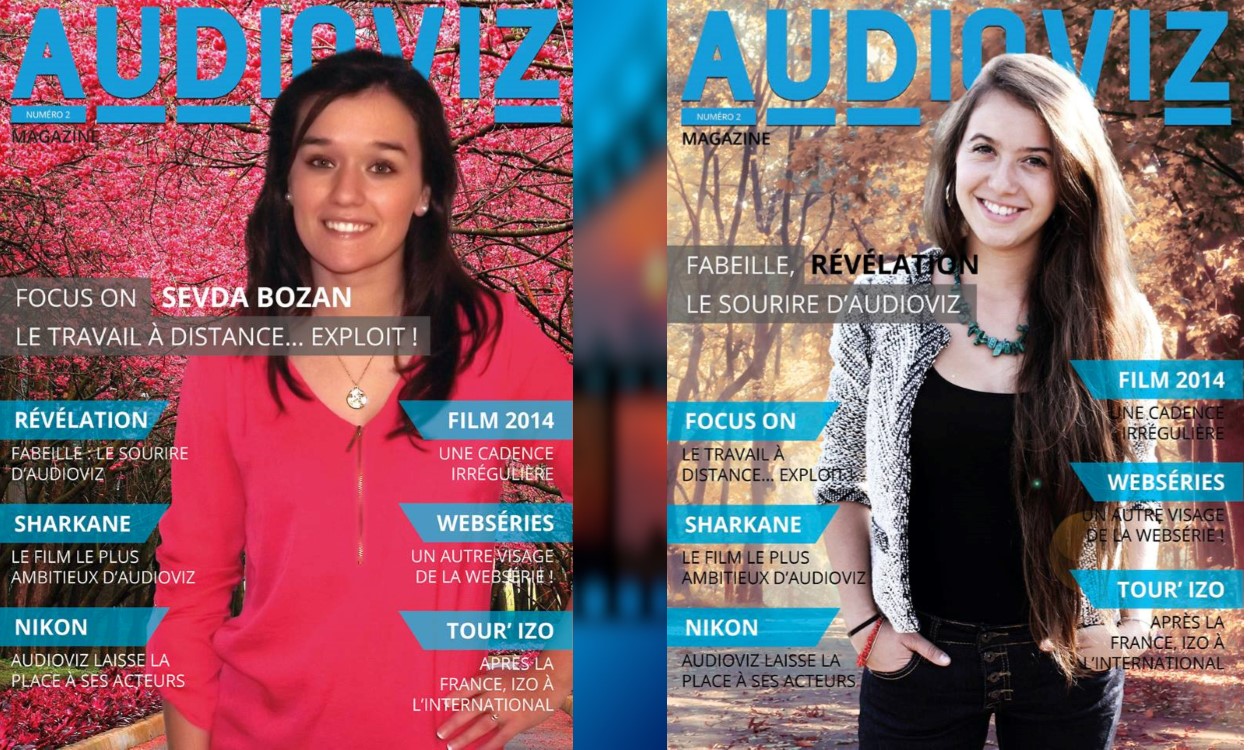 AUDIOVIZ
NUMÉRO 2
MAGAZINE
FOCUS ON SEVDA BOZAN
LE TRAVAIL À DISTANCE... EXPLOIT !
RÉVÉLATION
FABEILLE : LE SOURIRE
D'AUDIOVIZ
SHARKANE
LE FILM LE PLUS
AMBITIEUX D'AUDIOVIZ
NIKON
AUDIOVIZ LAISSE LA
PLACE À SES ACTEURS
FILM 2014
UNE CADENCE
IRRÉGULIÈRE
WEBSÉRIES
UN AUTRE VISAGE
DE LA WEBSÉRIE !
TOUR' IZO
APRÈS LA
FRANCE, IZO À
L'INTERNATIONAL
AUDIOVIZ
NUMÉRO 2
MAGAZINE
FABEILLE, RÉVÉLATION
LE SOURIRE D'AUDIOVIZ
FOCUS ON
LE TRAVAIL À
DISTANCE... EXPLOIT !
SHARKANE
LE FILM LE PLUS
AMBITIEUX D'AUDIOVIZ
NIKON
AUDIOVIZ LAISSE LA
PLACE À SES ACTEURS
FILM 2014
UNE CADENCE
IRRÉGULIÈRE
WEBSÉRIES
UN AUTRE VISAGE
DE LA WEBSÉRIE !
TOUR' IZO
APRÈS LA
FRANCE, IZO À
L'INTERNATIONAL